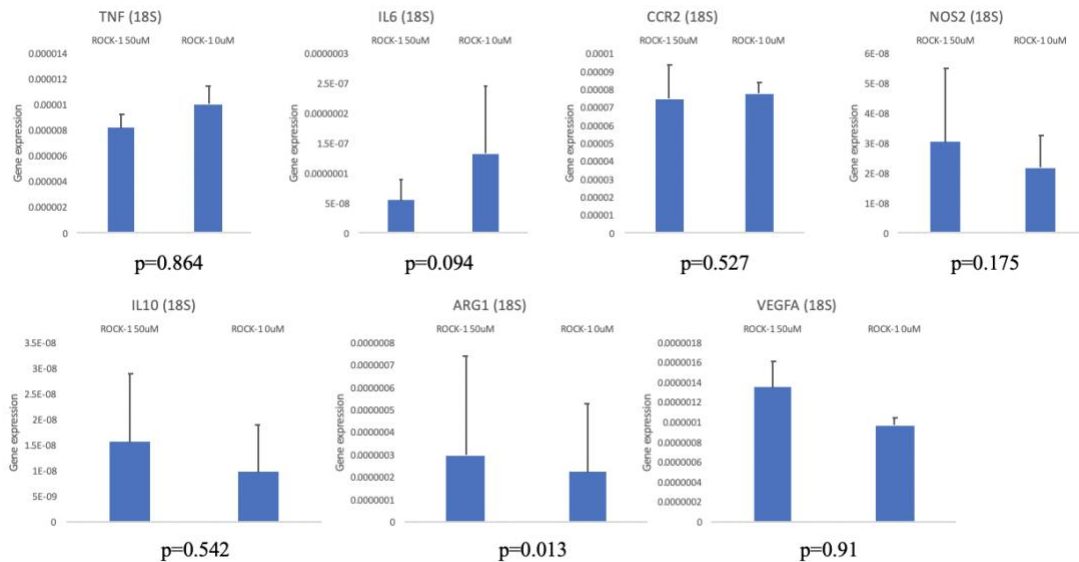 TNF (18S)
ROCK-1 50uM ROCK-1 0uM
0.000014
0.000012
0.00001
0.000008
0.000006
0.000004
0.000002
0
Gene expression
p=0.864
IL6 (18S)
ROCK-1 50uM ROCK-1 0uM
0.0000003
2.5E-07
0.0000002
1.5E-07
0.0000001
5E-08
0
Gene expression
p=0.094
CCR2 (18S)
ROCK-1 50uM ROCK-1 0uM
0.0001
0.00009
0.00008
0.00007
0.00006
0.00005
0.00004
0.00003
0.00002
0.00001
0
Gene expression
p=0.527
NOS2 (18S)
ROCK-1 50uM ROCK-1 0uM
6E-08
5E-08
4E-08
3E-08
2E-08
1E-08
0
Gene expression
p=0.175
IL10 (18S)
ROCK-1 50uM ROCK-1 0uM
3.5E-08
3E-08
2.5E-08
2E-08
1.5E-08
1E-08
5E-09
0
Gene expression
p=0.542
ARG1 (18S)
ROCK-1 50uM ROCK-1 0uM
0.0000008
0.0000007
0.0000006
0.0000005
0.0000004
0.0000003
0.0000002
0.0000001
0
Gene expression
p=0.013
VEGFA (18S)
ROCK-1 50uM ROCK-1 0uM
0.0000018
0.0000016
0.0000014
0.0000012
0.000001
0.0000008
0.0000006
0.0000004
0.0000002
0
Gene expression
p=0.91